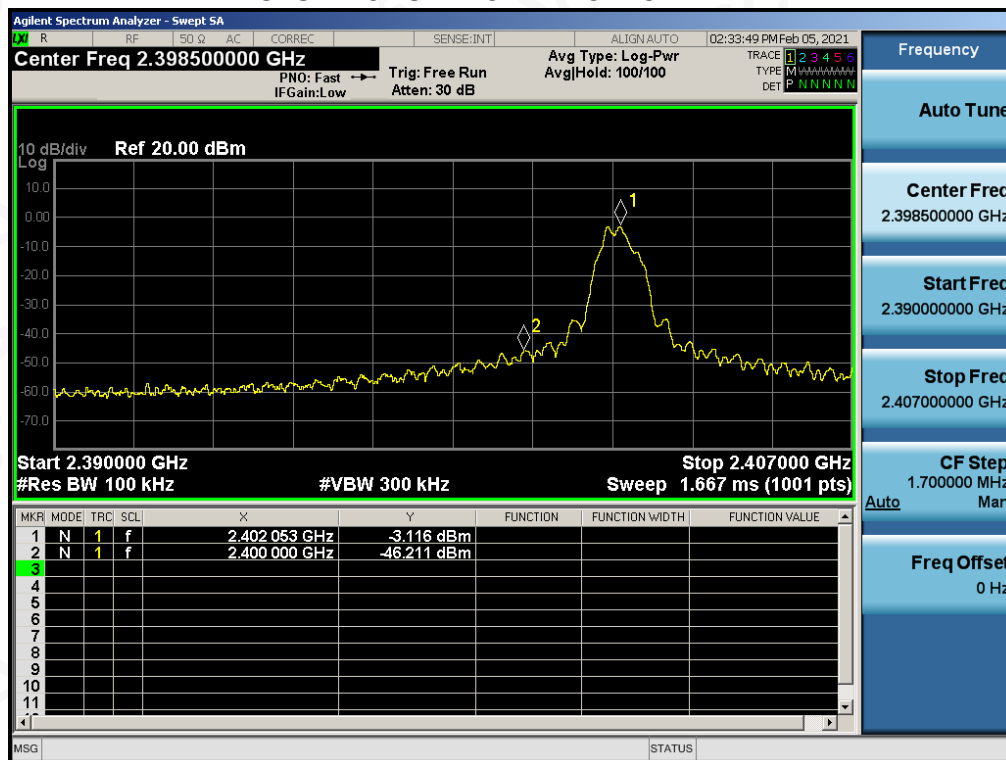 Agilent Spectrum Analyzer - Swept SA
LXI R RF 50 Ω AC CORREC SENSE:INT ALIGN AUTO 02:33:49 PM Feb 05, 2021
Center Freq 2.398500000 GHz Avg Type: Log-Pwr TRACE 1 2 3 4 5 6
PNO: Fast Trig: Free Run Avg|Hold: 100/100 TYPE M WWWWW
IFGain:Low Atten: 30 dB DET P N N N N N
10 dB/div Ref 20.00 dBm
Log
10.0
0.00
-10.0
-20.0
-30.0
-40.0
-50.0
-60.0
-70.0
1
2
Start 2.390000 GHz Stop 2.407000 GHz
#Res BW 100 kHz #VBW 300 kHz Sweep 1.667 ms (1001 pts)
MKR MODE TRC SCL X Y FUNCTION FUNCTION WIDTH FUNCTION VALUE
1 N 1 f 2.402 053 GHz -3.116 dBm
2 N 1 f 2.400 000 GHz -46.211 dBm
3
4
5
6
7
8
9
10
11
MSG STATUS
Frequency
Auto Tune
Center Freq
2.398500000 GHz
Start Freq
2.390000000 GHz
Stop Freq
2.407000000 GHz
CF Step
1.700000 MHz
Auto Man
Freq Offset
0 Hz